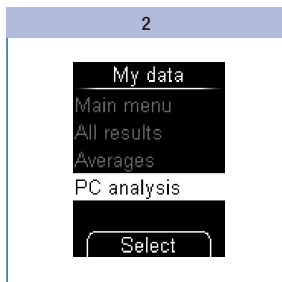 2
My data
Main menu
All results
Averages
PC analysis
Select